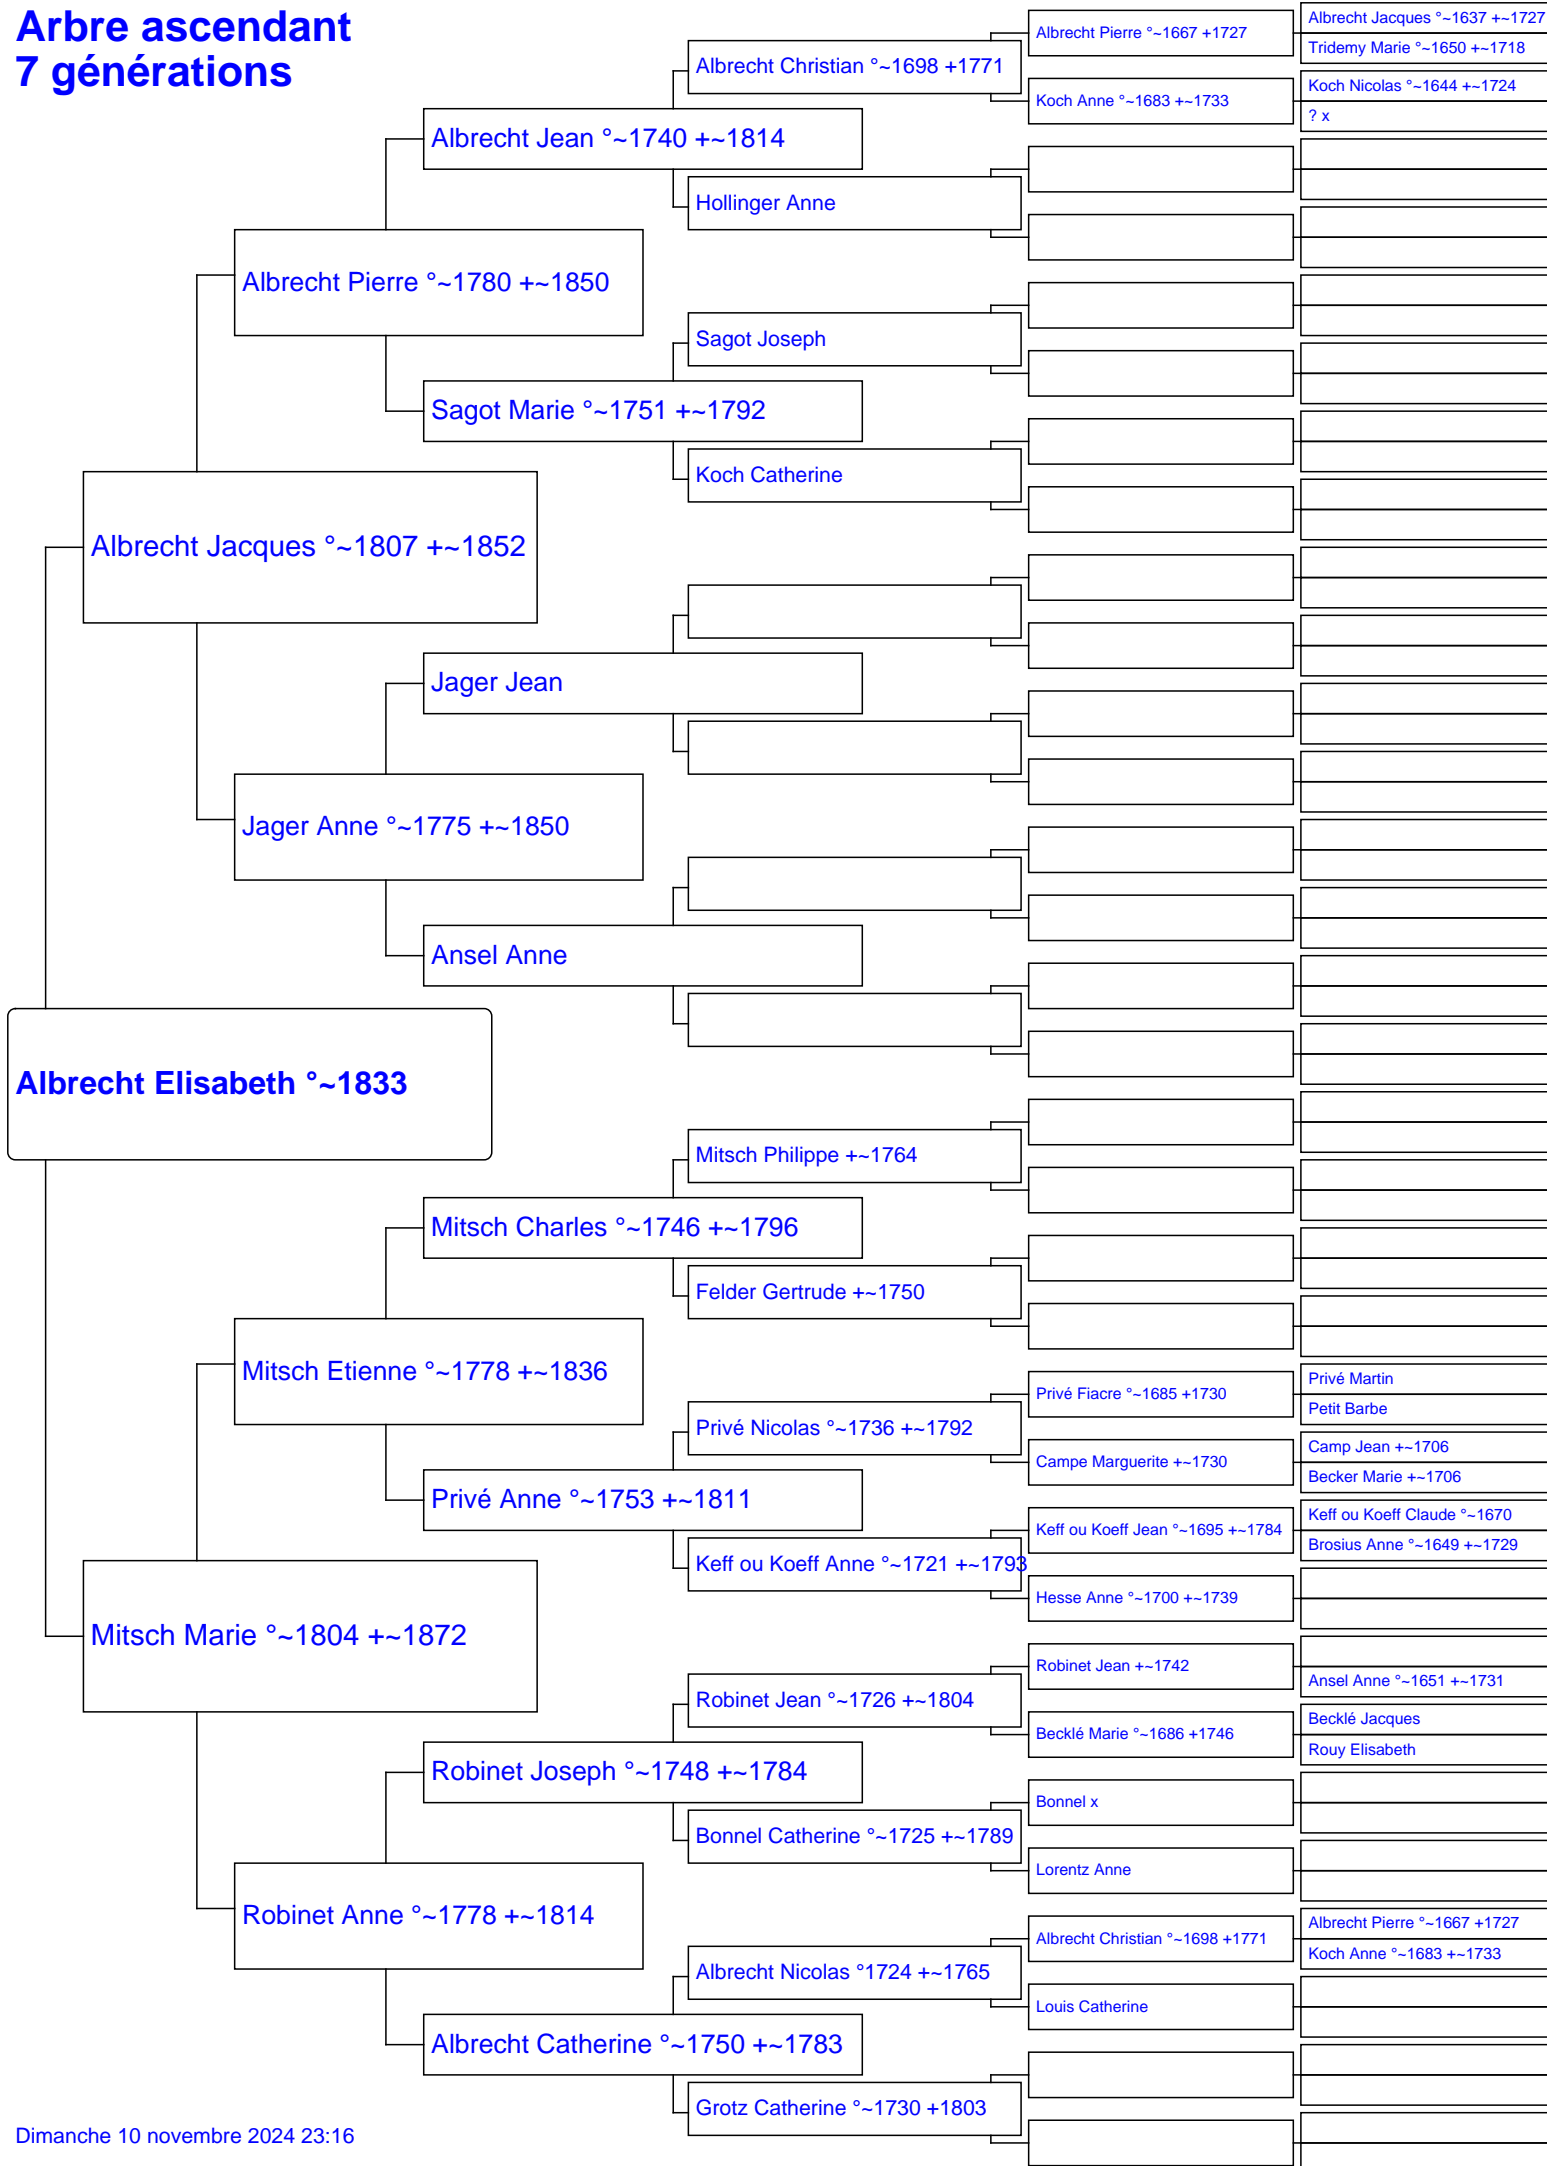 Arbre ascendant
7 générations
Albrecht Jacques °~1637 +~1727
Albrecht Pierre °~1667 +1727
Tridemy Marie °~1650 +~1718
Albrecht Christian °~1698 +1771
Koch Nicolas °~1644 +~1724
Koch Anne °~1683 +~1733
? x
Albrecht Jean °~1740 +~1814
Hollinger Anne
Albrecht Pierre °~1780 +~1850
Sagot Joseph
Sagot Marie °~1751 +~1792
Koch Catherine
Albrecht Jacques °~1807 +~1852
Jager Jean
Jager Anne °~1775 +~1850
Ansel Anne
Albrecht Elisabeth °~1833
Mitsch Philippe +~1764
Mitsch Charles °~1746 +~1796
Felder Gertrude +~1750
Mitsch Etienne °~1778 +~1836
Privé Martin
Privé Fiacre °~1685 +1730
Petit Barbe
Privé Nicolas °~1736 +~1792
Camp Jean +~1706
Campe Marguerite +~1730
Becker Marie +~1706
Privé Anne °~1753 +~1811
Keff ou Koeff Claude °~1670
Keff ou Koeff Jean °~1695 +~1784
Brosius Anne °~1649 +~1729
Keff ou Koeff Anne °~1721 +~1793
Hesse Anne °~1700 +~1739
Mitsch Marie °~1804 +~1872
Robinet Jean +~1742
Ansel Anne °~1651 +~1731
Robinet Jean °~1726 +~1804
Becklé Jacques
Becklé Marie °~1686 +1746
Rouy Elisabeth
Robinet Joseph °~1748 +~1784
Bonnel x
Bonnel Catherine °~1725 +~1789
Lorentz Anne
Robinet Anne °~1778 +~1814
Albrecht Pierre °~1667 +1727
Albrecht Christian °~1698 +1771
Koch Anne °~1683 +~1733
Albrecht Nicolas °1724 +~1765
Louis Catherine
Albrecht Catherine °~1750 +~1783
Grotz Catherine °~1730 +1803
Dimanche 10 novembre 2024 23:16